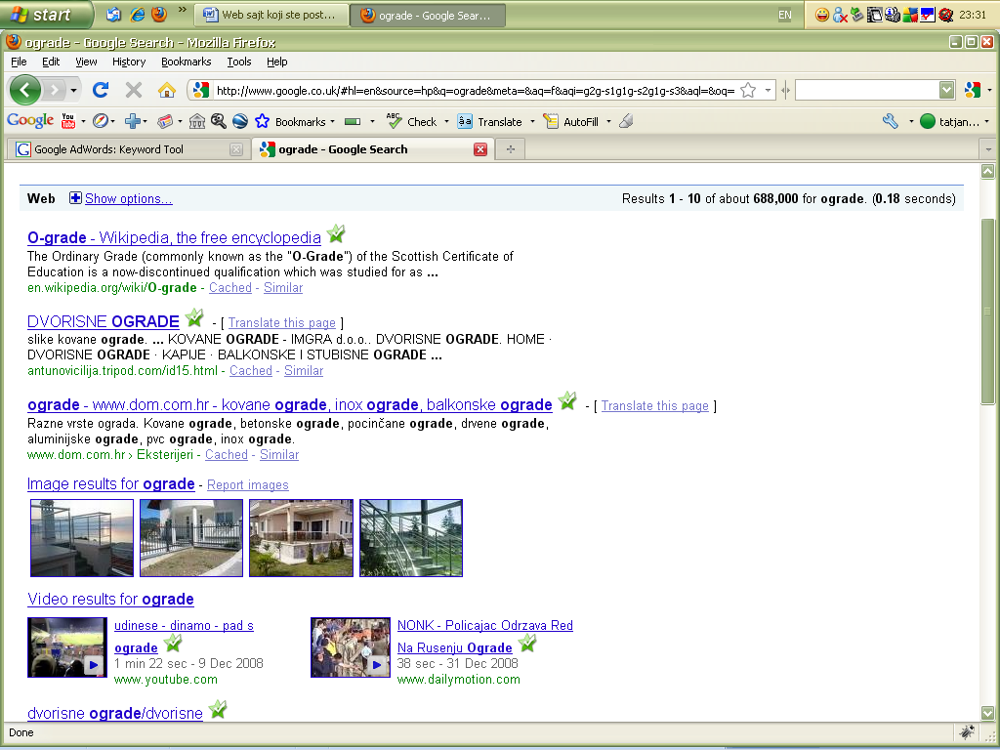 start
Web sajt koji ste post...
ograde - Google Sear...
EN
23:31
ograde - Google Search - Mozilla Firefox
File Edit View History Bookmarks Tools Help
http://www.google.co.uk/#hl=en&source=hp&q=ograde&meta=&aq=f&aqi=g2g-s1g1g-s2g1g-s3&aql=&oq=
Google You Tube Bookmarks ABC Check Translate AutoFill tatjan...
Google AdWords: Keyword Tool
ograde - Google Search
Web Show options...
Results 1 - 10 of about 688,000 for ograde. (0.18 seconds)
O-grade - Wikipedia, the free encyclopedia
The Ordinary Grade (commonly known as the "O-Grade") of the Scottish Certificate of
Education is a now-discontinued qualification which was studied for as ...
en.wikipedia.org/wiki/O-grade - Cached - Similar
DVORISNE OGRADE - [ Translate this page ]
slike kovane ograde. ... KOVANE OGRADE - IMGRA d.o.o.. DVORISNE OGRADE. HOME ·
DVORISNE OGRADE · KAPIJE · BALKONSKE I STUBISNE OGRADE ...
antunovicilija.tripod.com/id15.html - Cached - Similar
ograde - www.dom.com.hr - kovane ograde, inox ograde, balkonske ograde - [ Translate this page ]
Razne vrste ograda. Kovane ograde, betonske ograde, pocinčane ograde, drvene ograde,
aluminijske ograde, pvc ograde, inox ograde.
www.dom.com.hr › Eksterijeri - Cached - Similar
Image results for ograde - Report images
Video results for ograde
udinese - dinamo - pad s
ograde
1 min 22 sec - 9 Dec 2008
www.youtube.com
NONK - Policajac Odrzava Red
Na Rusenju Ograde
38 sec - 31 Dec 2008
www.dailymotion.com
dvorisne ograde/dvorisne
Done